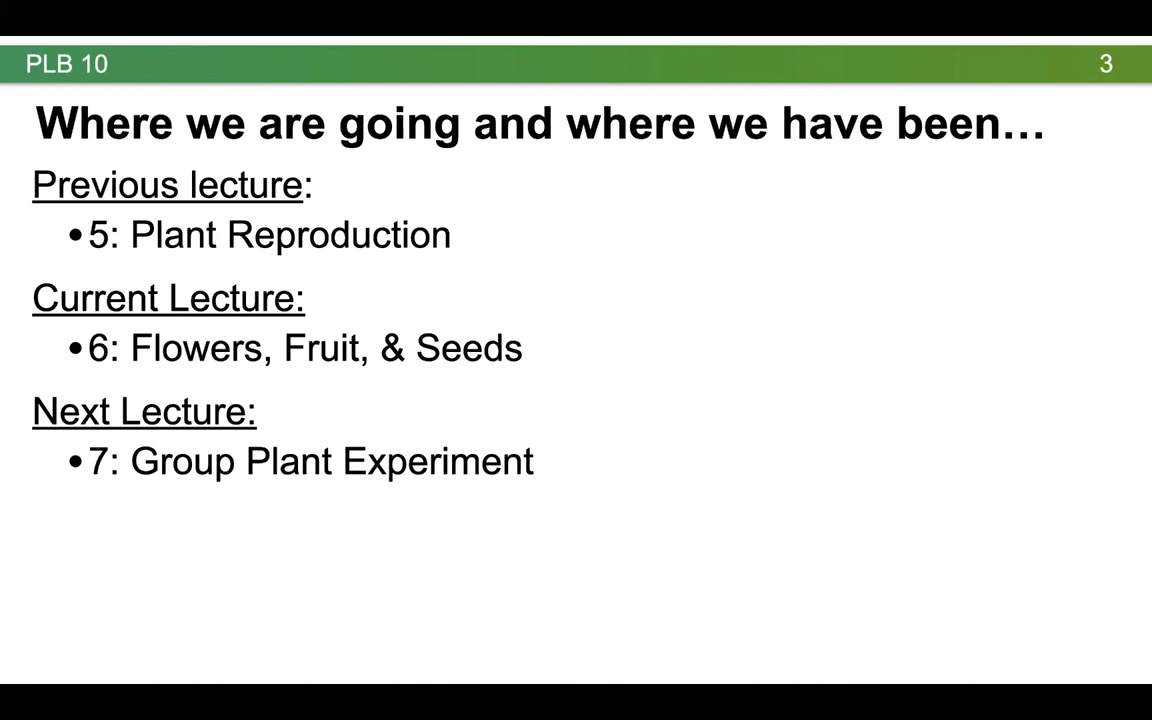 PLB 10
3
Where we are going and where we have been…
Previous lecture:
•5: Plant Reproduction
Current Lecture:
•6: Flowers, Fruit, & Seeds
Next Lecture:
•7: Group Plant Experiment